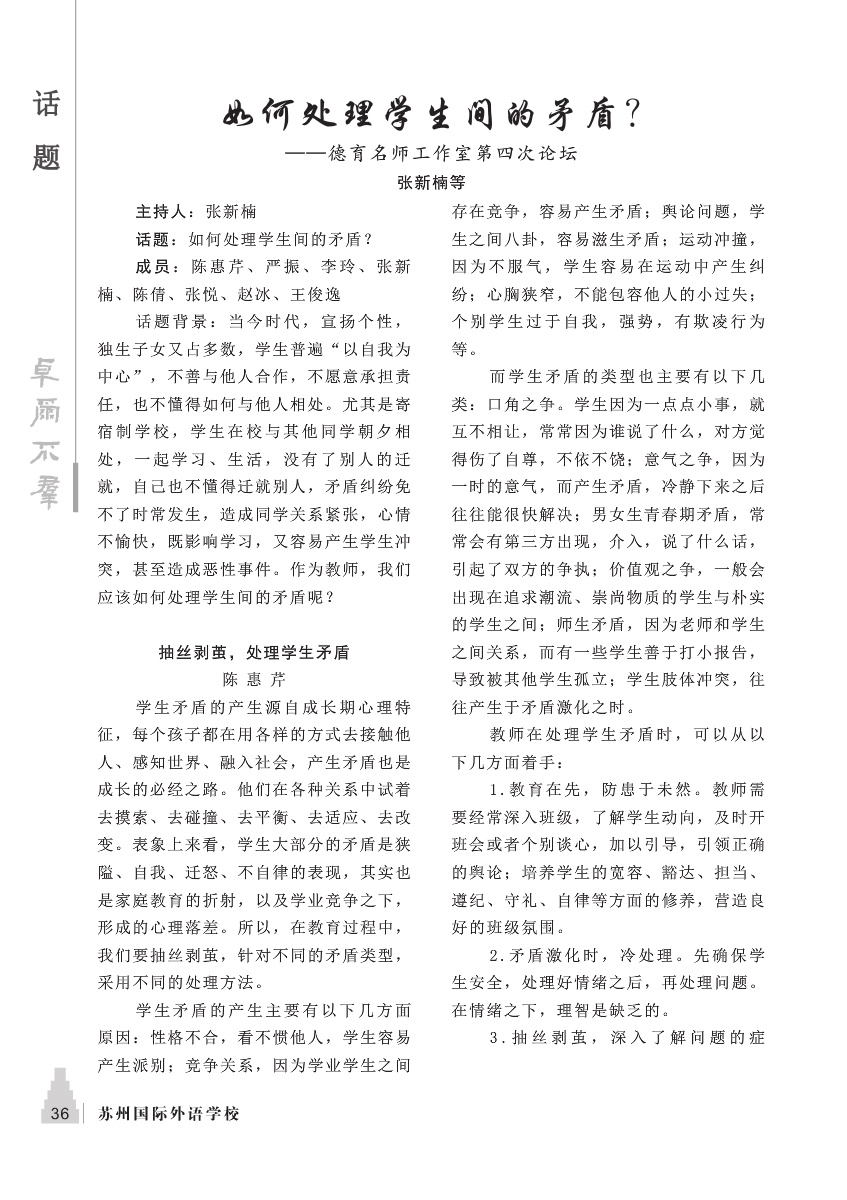 话
题
卓尔不群
如何处理学生间的矛盾？
——德育名师工作室第四次论坛
张新楠等
主持人：张新楠
话题：如何处理学生间的矛盾？
成员：陈惠芹、严振、李玲、张新
楠、陈倩、张悦、赵冰、王俊逸
话题背景：当今时代，宣扬个性，
独生子女又占多数，学生普遍“以自我为
中心”，不善与他人合作，不愿意承担责
任，也不懂得如何与他人相处。尤其是寄
宿制学校，学生在校与其他同学朝夕相
处，一起学习、生活，没有了别人的迁
就，自己也不懂得迁就别人，矛盾纠纷免
不了时常发生，造成同学关系紧张，心情
不愉快，既影响学习，又容易产生学生冲
突，甚至造成恶性事件。作为教师，我们
应该如何处理学生间的矛盾呢？
抽丝剥茧，处理学生矛盾
陈惠芹
学生矛盾的产生源自成长期心理特
征，每个孩子都在用各样的方式去接触他
人、感知世界、融入社会，产生矛盾也是
成长的必经之路。他们在各种关系中试着
去摸索、去碰撞、去平衡、去适应、去改
变。表象上来看，学生大部分的矛盾是狭
隘、自我、迁怒、不自律的表现，其实也
是家庭教育的折射，以及学业竞争之下，
形成的心理落差。所以，在教育过程中，
我们要抽丝剥茧，针对不同的矛盾类型，
采用不同的处理方法。
学生矛盾的产生主要有以下几方面
原因：性格不合，看不惯他人，学生容易
产生派别；竞争关系，因为学业学生之间
存在竞争，容易产生矛盾；舆论问题，学
生之间八卦，容易滋生矛盾；运动冲撞，
因为不服气，学生容易在运动中产生纠
纷；心胸狭窄，不能包容他人的小过失；
个别学生过于自我，强势，有欺凌行为
等。
而学生矛盾的类型也主要有以下几
类：口角之争。学生因为一点点小事，就
互不相让，常常因为谁说了什么，对方觉
得伤了自尊，不依不饶；意气之争，因为
一时的意气，而产生矛盾，冷静下来之后
往往能很快解决；男女生青春期矛盾，常
常会有第三方出现，介入，说了什么话，
引起了双方的争执；价值观之争，一般会
出现在追求潮流、崇尚物质的学生与朴实
的学生之间；师生矛盾，因为老师和学生
之间关系，而有一些学生善于打小报告，
导致被其他学生孤立；学生肢体冲突，往
往产生于矛盾激化之时。
教师在处理学生矛盾时，可以从以
下几方面着手：
1.教育在先，防患于未然。教师需
要经常深入班级，了解学生动向，及时开
班会或者个别谈心，加以引导，引领正确
的舆论；培养学生的宽容、豁达、担当、
遵纪、守礼、自律等方面的修养，营造良
好的班级氛围。
2.矛盾激化时，冷处理。先确保学
生安全，处理好情绪之后，再处理问题。
在情绪之下，理智是缺乏的。
3.抽丝剥茧，深入了解问题的症
36 苏州国际外语学校